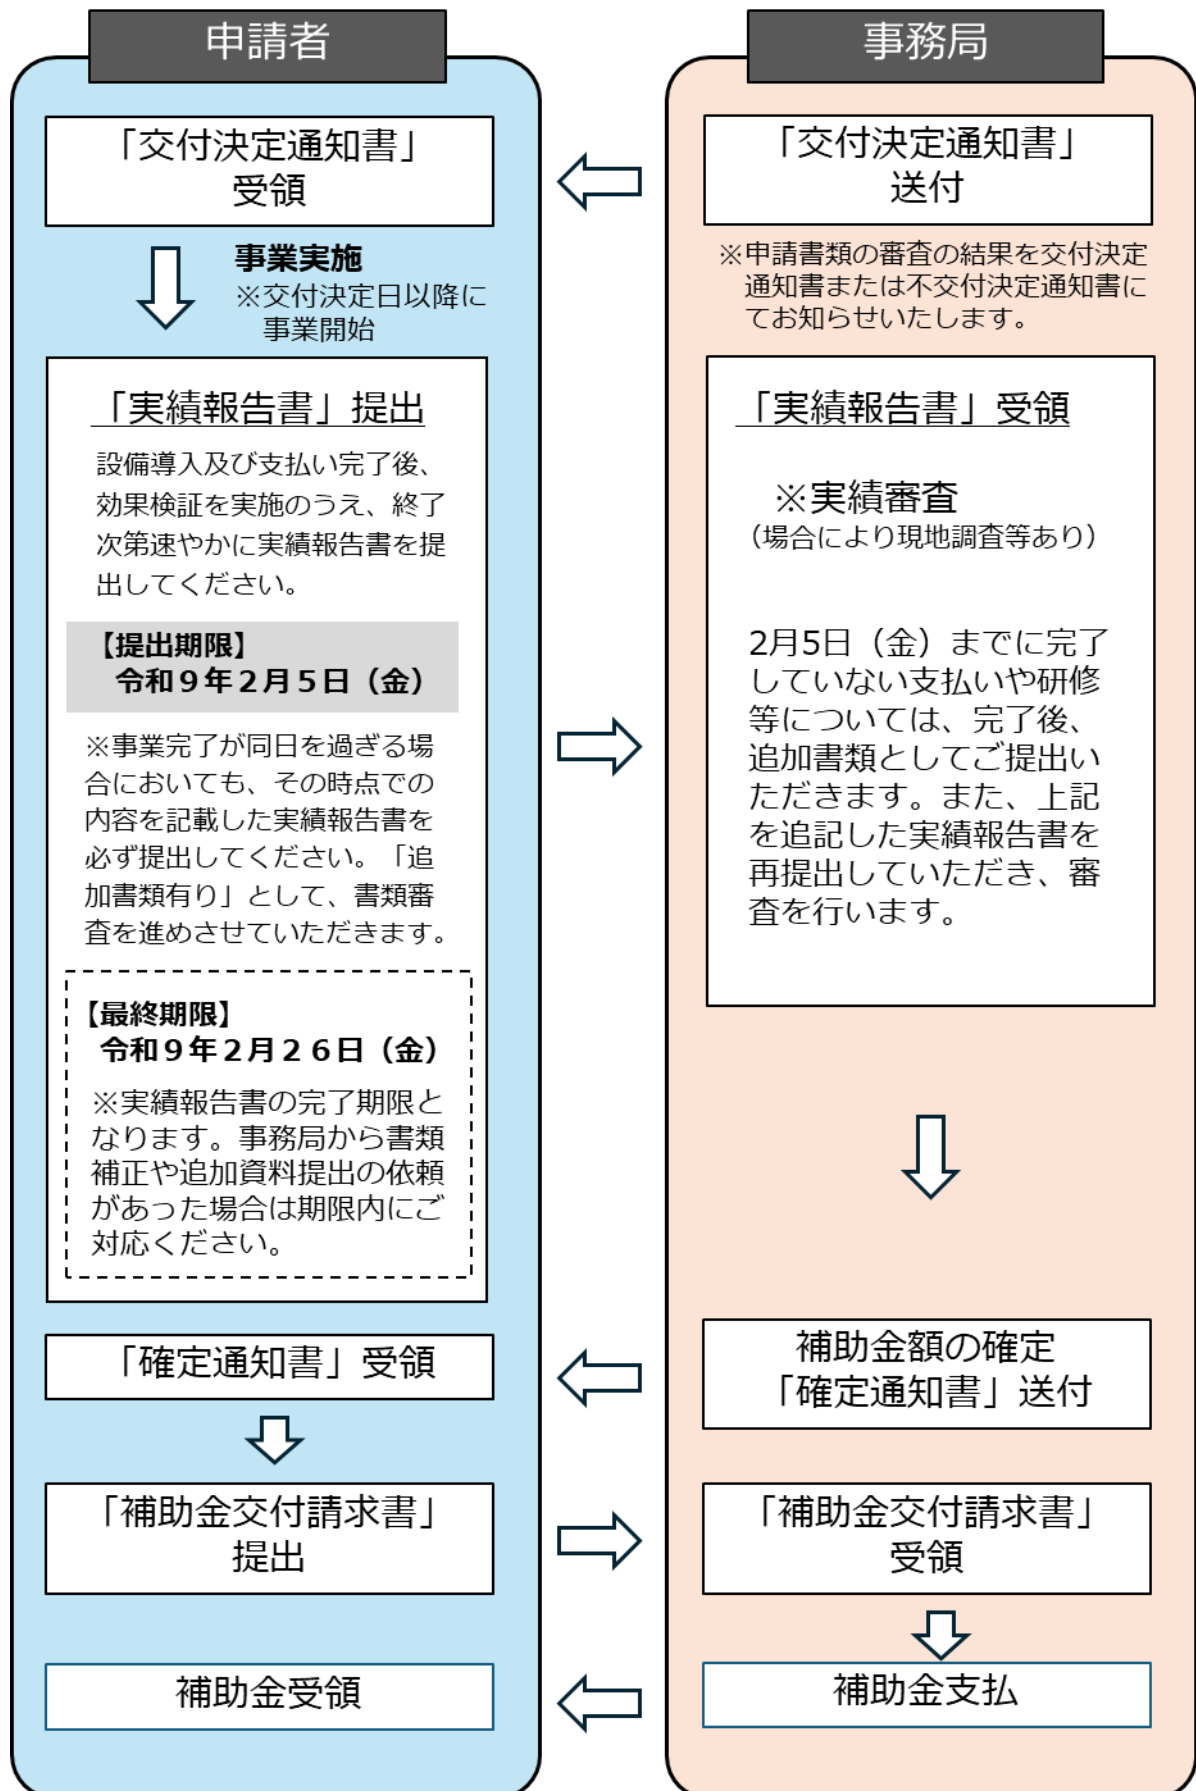 申請者
「交付決定通知書」
受領
事業実施
※交付決定日以降に
事業開始
「実績報告書」提出
設備導入及び支払い完了後、
効果検証を実施のうえ、終了
次第速やかに実績報告書を提
出してください。
【提出期限】
令和９年２月５日（金）
※事業完了が同日を過ぎる場
合においても、その時点での
内容を記載した実績報告書を
必ず提出してください。「追
加書類有り」として、書類審
査を進めさせていただきます。
【最終期限】
令和９年２月２６日（金）
※実績報告書の完了期限と
なります。事務局から書類
補正や追加資料提出の依頼
があった場合は期限内にご
対応ください。
「確定通知書」受領
「補助金交付請求書」
提出
補助金受領
事務局
「交付決定通知書」
送付
※申請書類の審査の結果を交付決定
通知書または不交付決定通知書に
てお知らせいたします。
「実績報告書」受領
※実績審査
（場合により現地調査等あり）
2月5日（金）までに完了
していない支払いや研修
等については、完了後、
追加書類としてご提出い
ただきます。また、上記
を追記した実績報告書を
再提出していただき、審
査を行います。
補助金額の確定
「確定通知書」送付
「補助金交付請求書」
受領
補助金支払